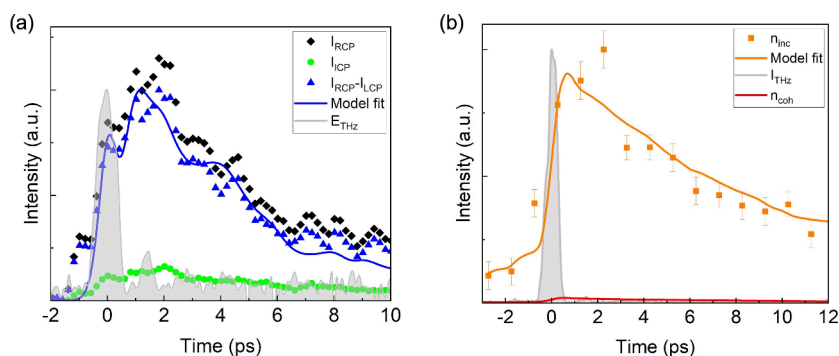 (a)
Intensity (a.u.)
I_RCP
I_lCP
I_RCP-I_LCP
Model fit
E_THz
-2 0 2 4 6 8 10
Time (ps)
(b)
Intensity (a.u.)
n_inc
Model fit
I_THz
n_coh
-2 0 2 4 6 8 10 12
Time (ps)